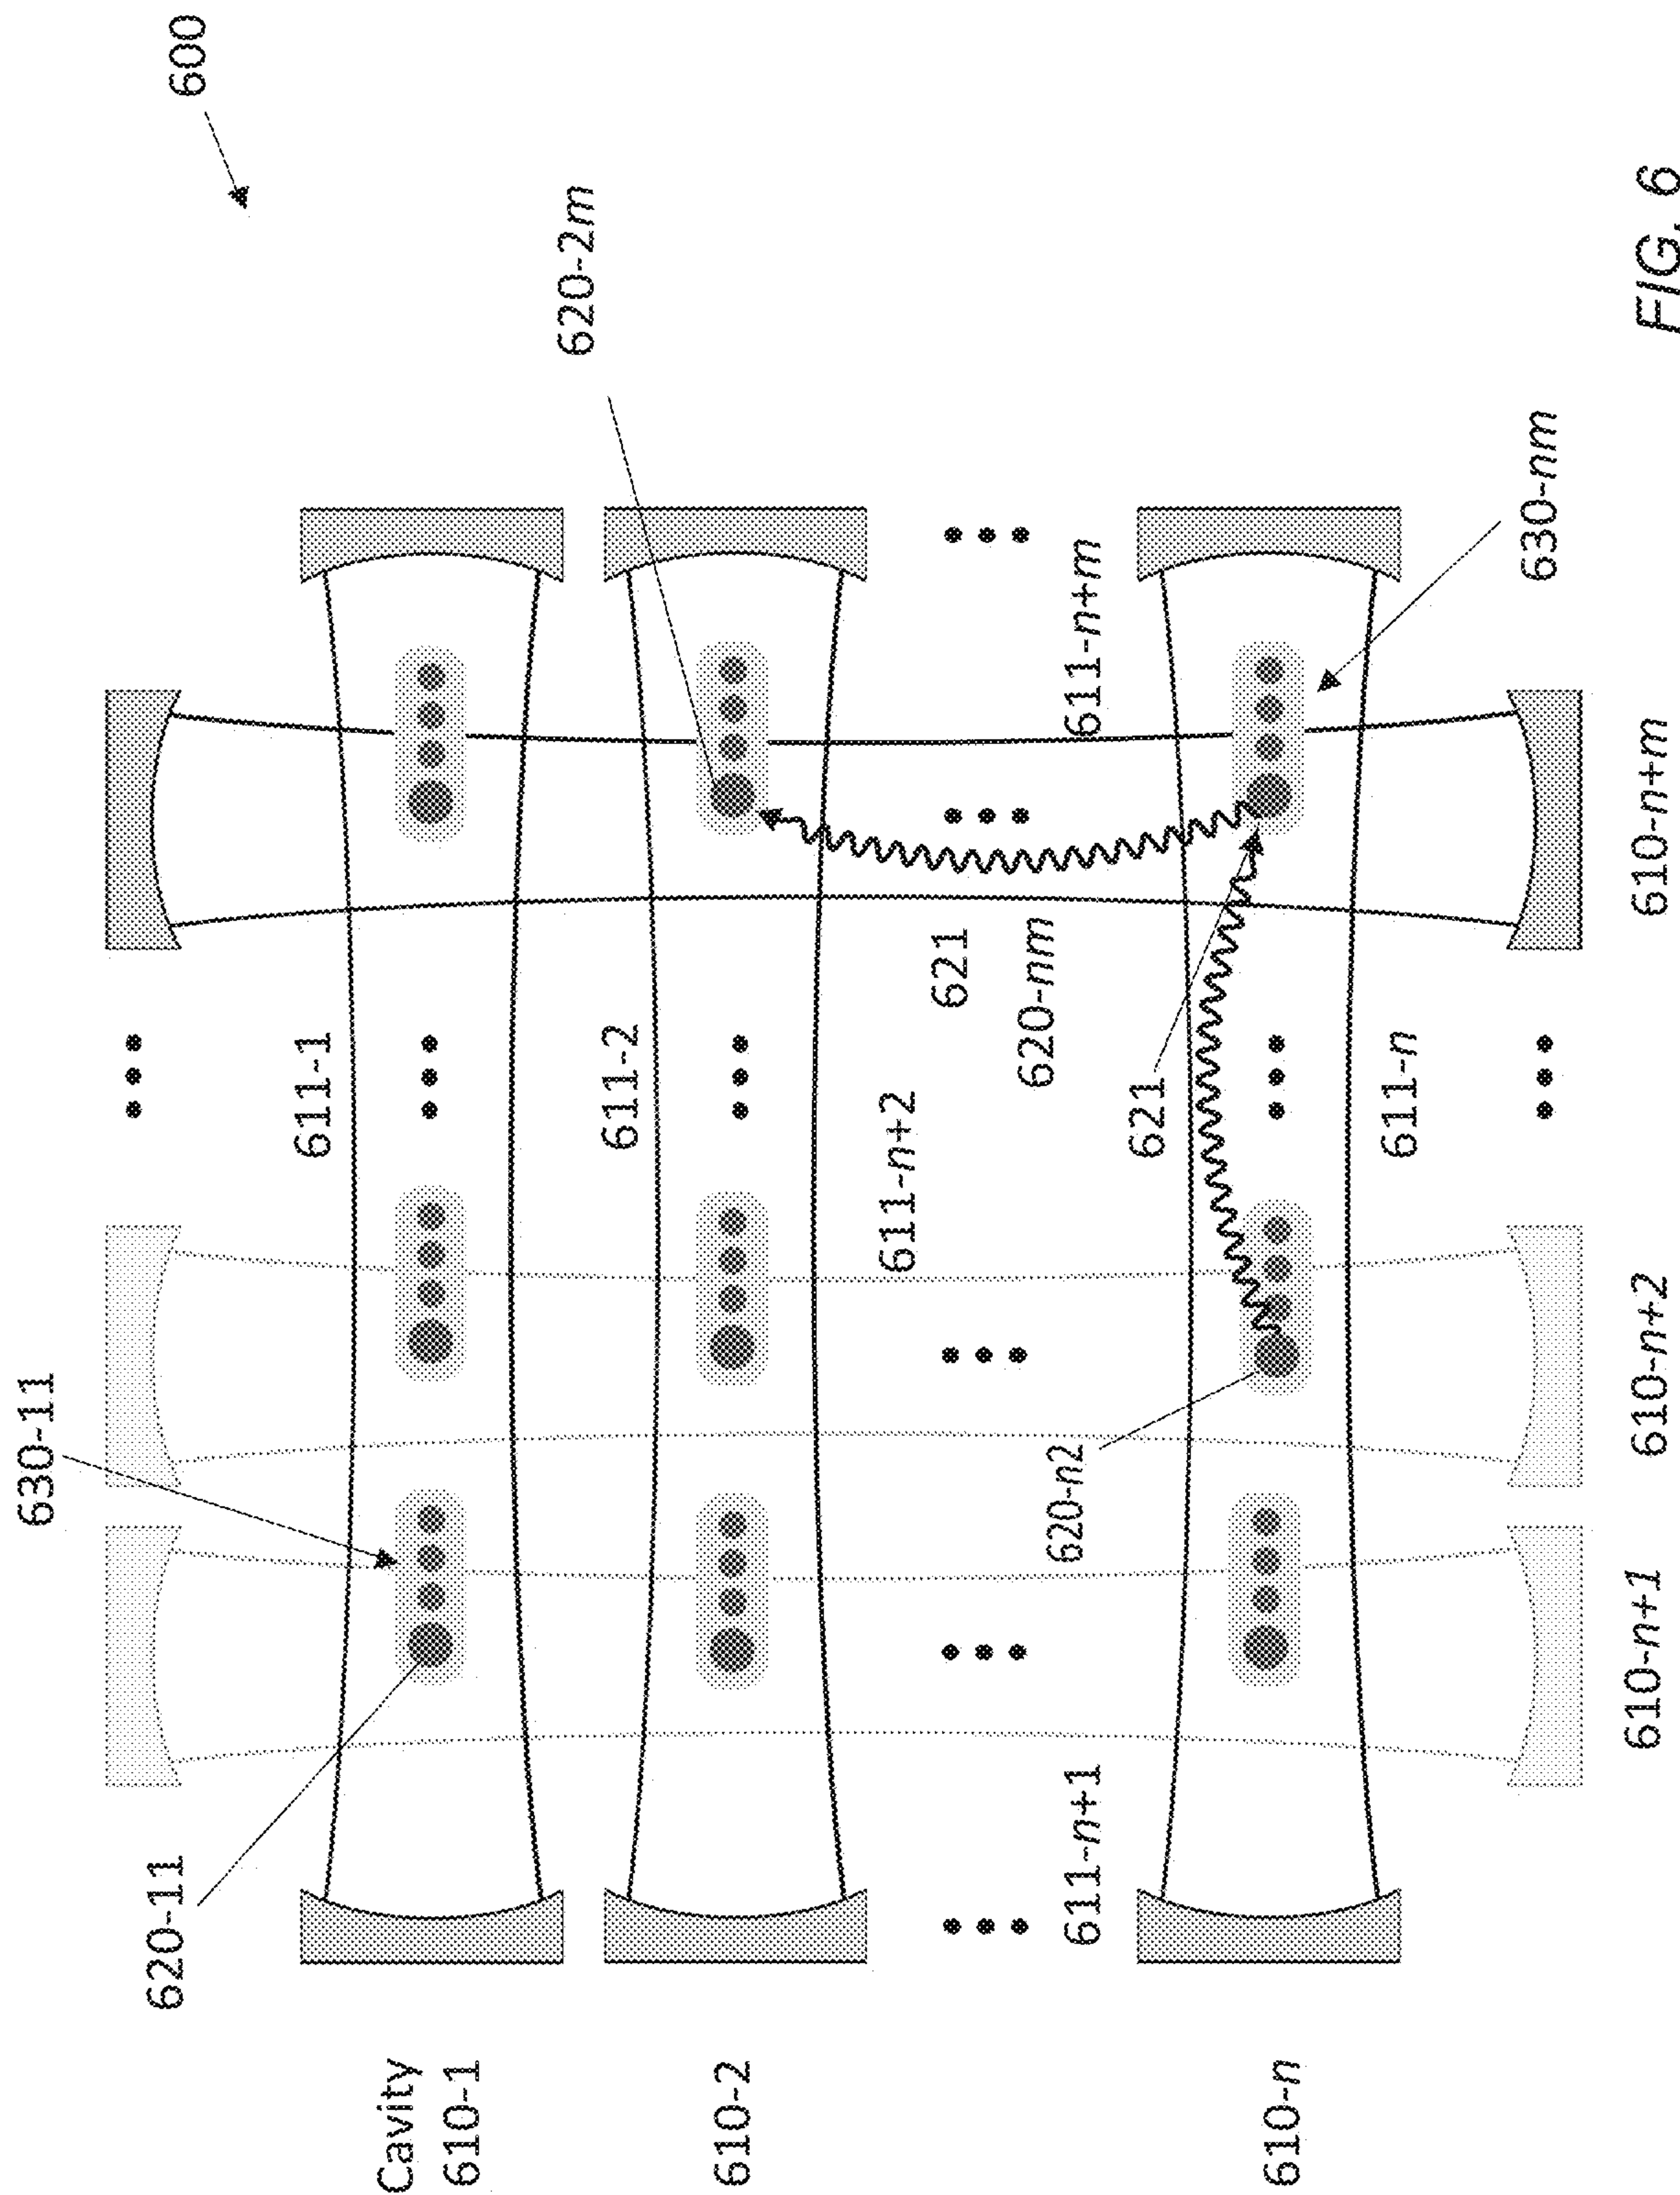 630-11
620-11
600
611-1
Cavity
610-1
620-2m
611-2
610-2
611-n+2
621
620-nm
620-n2
611-n+1
611-n+m
621
610-n
611-n
630-nm
610-n+1
610-n+2
610-n+m
FIG. 6